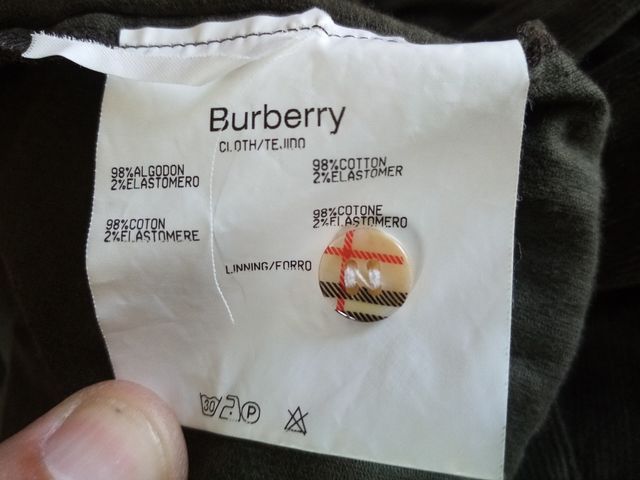 Burberry
CLOTH/TEJIDO
98%ALGODON
2%ELASTOMERO
98%COTTON
2%ELASTOMER
98%COTON
2%ELASTOMERE
98%COTONE
2%ELASTOMERO
LINNING/FORRO
30 P